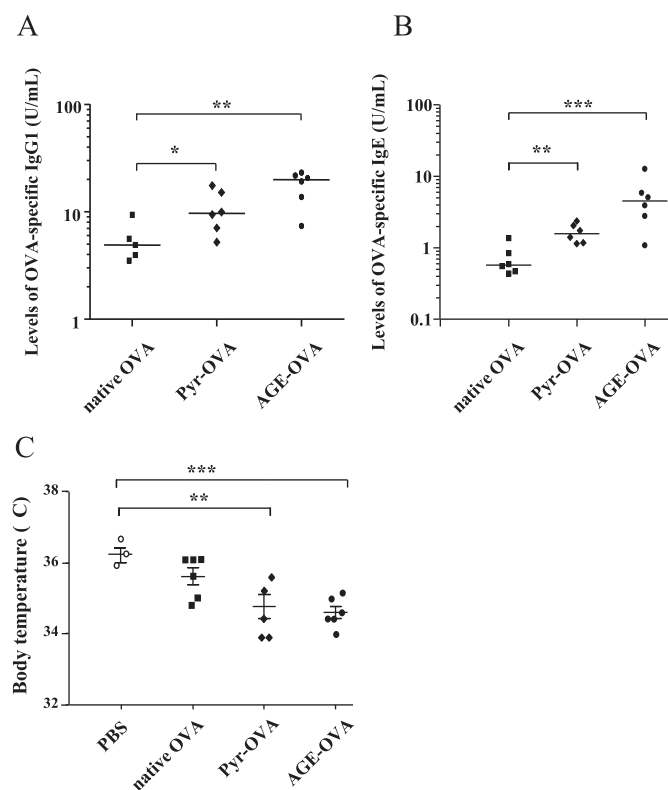 A
Levels of OVA-specific IgG1 (U/mL)
100
10
1
*
**
native OVA
Pyr-OVA
AGE-OVA
B
Levels of OVA-specific IgE (U/mL)
100
10
1
0.1
**
***
native OVA
Pyr-OVA
AGE-OVA
C
Body temperature ( C)
38
36
34
32
***
**
PBS
native OVA
Pyr-OVA
AGE-OVA